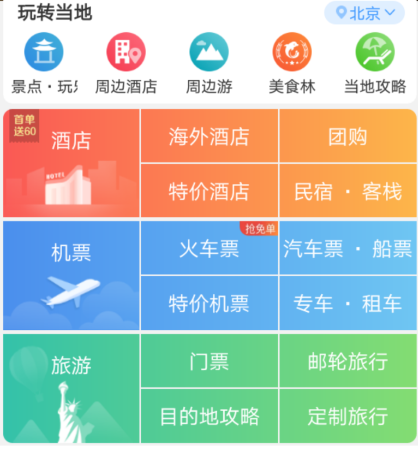 玩转当地
北京
景点·玩
周边酒店
周边游
美食林
当地攻略
首单
送60
酒店
HOTEL
海外酒店
团购
特价酒店
民宿 · 客栈
机票
火车票
抢免单
汽车票 · 船票
特价机票
专车 · 租车
旅游
门票
邮轮旅行
目的地攻略
定制旅行